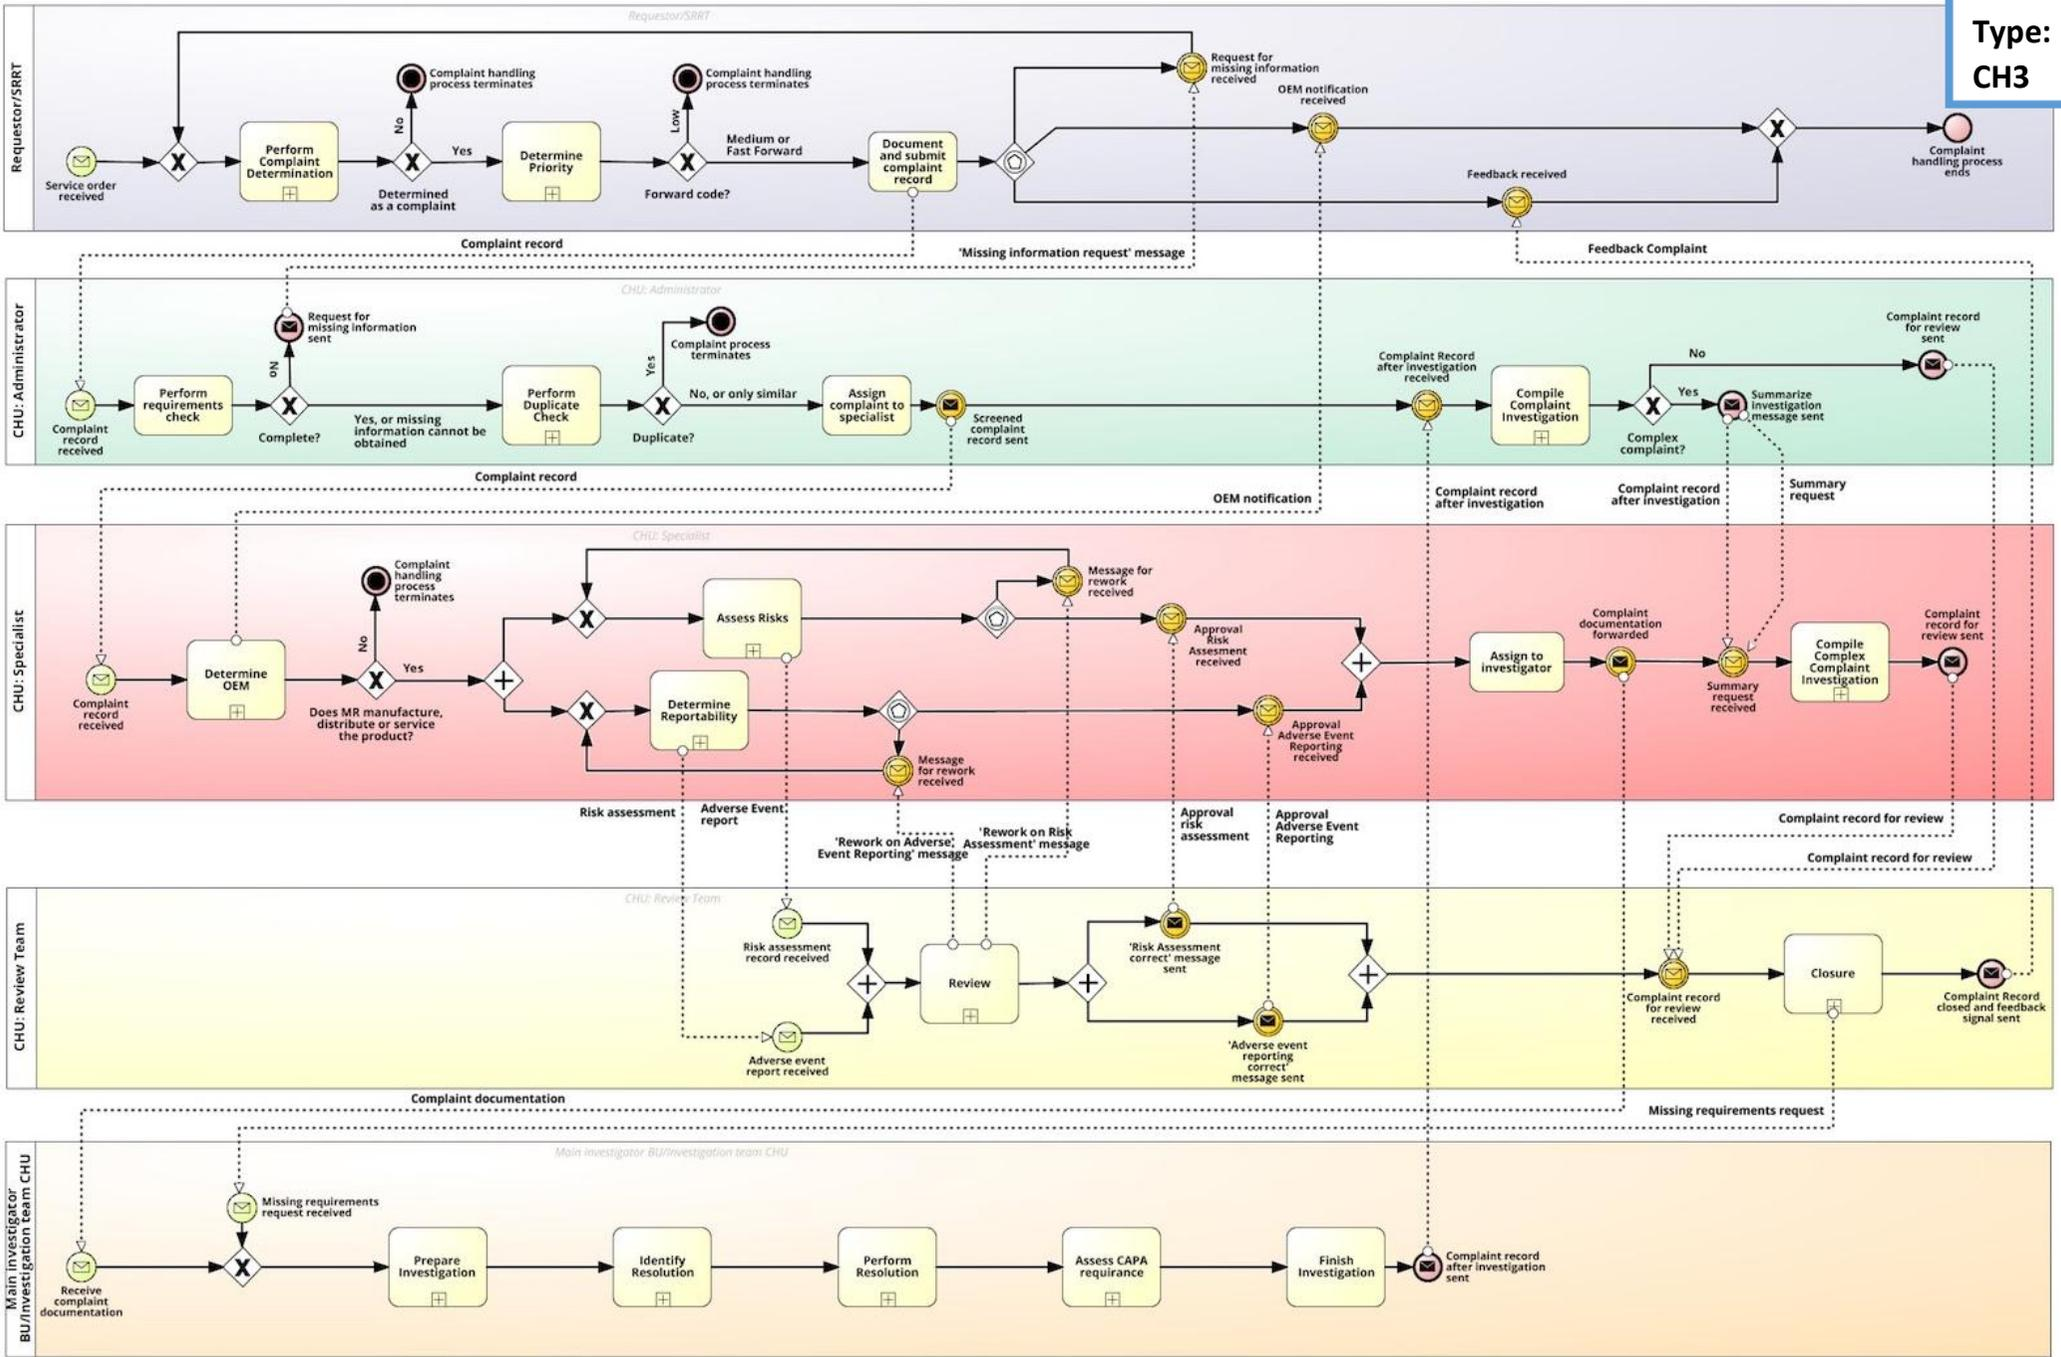 Type:
CH3
Requestor/SRRT
Requestor/SRRT
Service order
received
Perform
Complaint
Determination
Determined
as a complaint
No
Complaint handling
process terminates
Yes
Determine
Priority
Forward code?
Low
Complaint handling
process terminates
Medium or
Fast Forward
Document
and submit
complaint
record
Request for
missing information
received
OEM notification
received
Feedback received
Complaint
handling process
ends
Complaint record
'Missing information request' message
Feedback Complaint
CHU: Administrator
CHU: Administrator
Complaint
record
received
Perform
requirements
check
Complete?
No
Request for
missing information
sent
Yes, or missing
information cannot be
obtained
Perform
Duplicate
Check
Duplicate?
Yes
Complaint process
terminates
No, or only similar
Assign
complaint to
specialist
Screened
complaint
record sent
Complaint Record
after investigation
received
Compile
Complaint
Investigation
Complex
complaint?
No
Yes
Complaint record
for review
sent
Summarize
investigation
message sent
Complaint record
OEM notification
Complaint record
after investigation
Complaint record
after investigation
Summary
request
CHU: Specialist
CHU: Specialist
Complaint
record
received
Determine
OEM
Does MR manufacture,
distribute or service
the product?
No
Complaint
handling
process
terminates
Yes
Assess Risks
Determine
Reportability
Message for
rework
received
Message
for rework
received
Approval
Risk
Assesment
received
Approval
Adverse Event
Reporting
received
Assign to
investigator
Complaint
documentation
forwarded
Summary
request
received
Compile
Complex
Complaint
Investigation
Complaint
record for
review sent
Risk assessment
Adverse Event
report
'Rework on Adverse
Event Reporting' message
'Rework on Risk
Assessment' message
Approval
risk
assessment
Approval
Adverse Event
Reporting
Complaint record for review
Complaint record for review
CHU: Review Team
CHU: Review Team
Risk assessment
record received
Adverse event
report received
Review
'Risk Assessment
correct' message
sent
'Adverse event
reporting
correct'
message sent
Complaint record
for review
received
Closure
Complaint Record
closed and feedback
signal sent
Complaint documentation
Missing requirements request
Main investigator
BU/Investigation team CHU
Main investigator BU/Investigation team CHU
Receive
complaint
documentation
Missing requirements
request received
Prepare
Investigation
Identify
Resolution
Perform
Resolution
Assess CAPA
requirance
Finish
Investigation
Complaint record
after investigation
sent